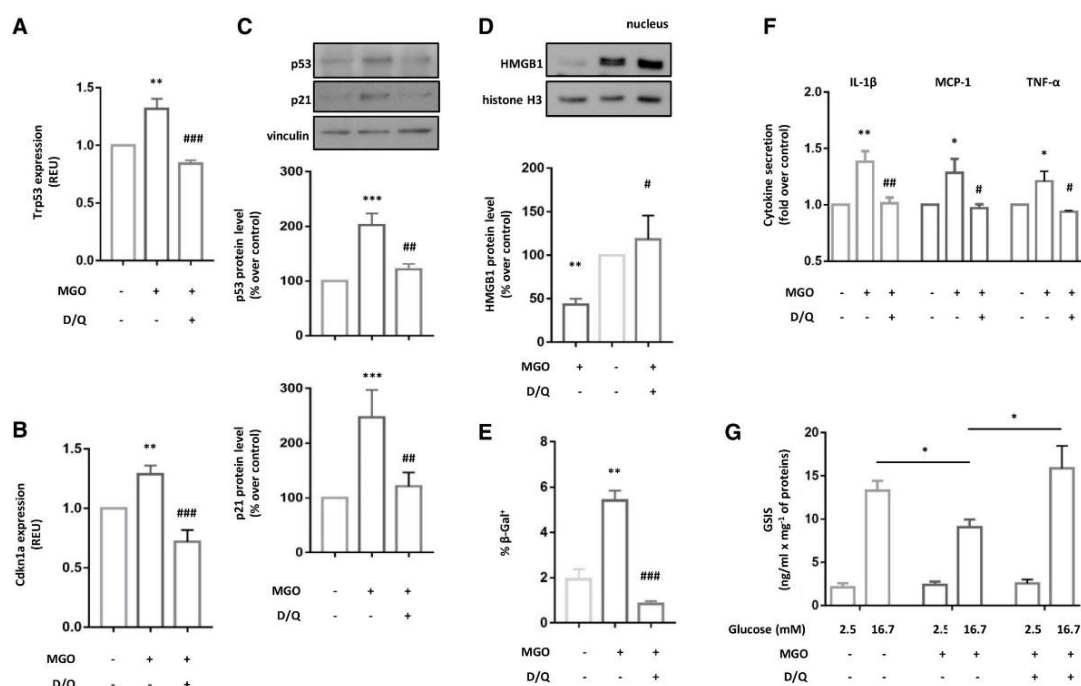 A
Trp53 expression
(REU)
1.5
1.0
0.5
0.0
**
###
MGO - + +
D/Q - - +
B
Cdkn1a expression
(REU)
1.5
1.0
0.5
0.0
**
###
MGO - + +
D/Q - - +
C
p53
p21
vinculin
p53 protein level
(% over control)
300
200
100
0
***
##
p21 protein level
(% over control)
300
200
100
0
***
##
MGO - + +
D/Q - - +
D
nucleus
HMGB1
histone H3
HMGB1 protein level
(% over control)
200
150
100
50
0
**
#
MGO + - +
D/Q - - +
E
% β-Gal+
6
4
2
0
**
###
MGO - + +
D/Q - - +
F
IL-1β MCP-1 TNF-α
Cytokine secretion
(fold over control)
2.0
1.5
1.0
0.5
** ## * # * #
MGO - + + - + + - + +
D/Q - - + - - + - - +
G
GSIS
(ng/ml x mg-1 of proteins)
20
15
10
5
0
*
*
Glucose (mM) 2.5 16.7 2.5 16.7 2.5 16.7
MGO - - + + + +
D/Q - - - - + +